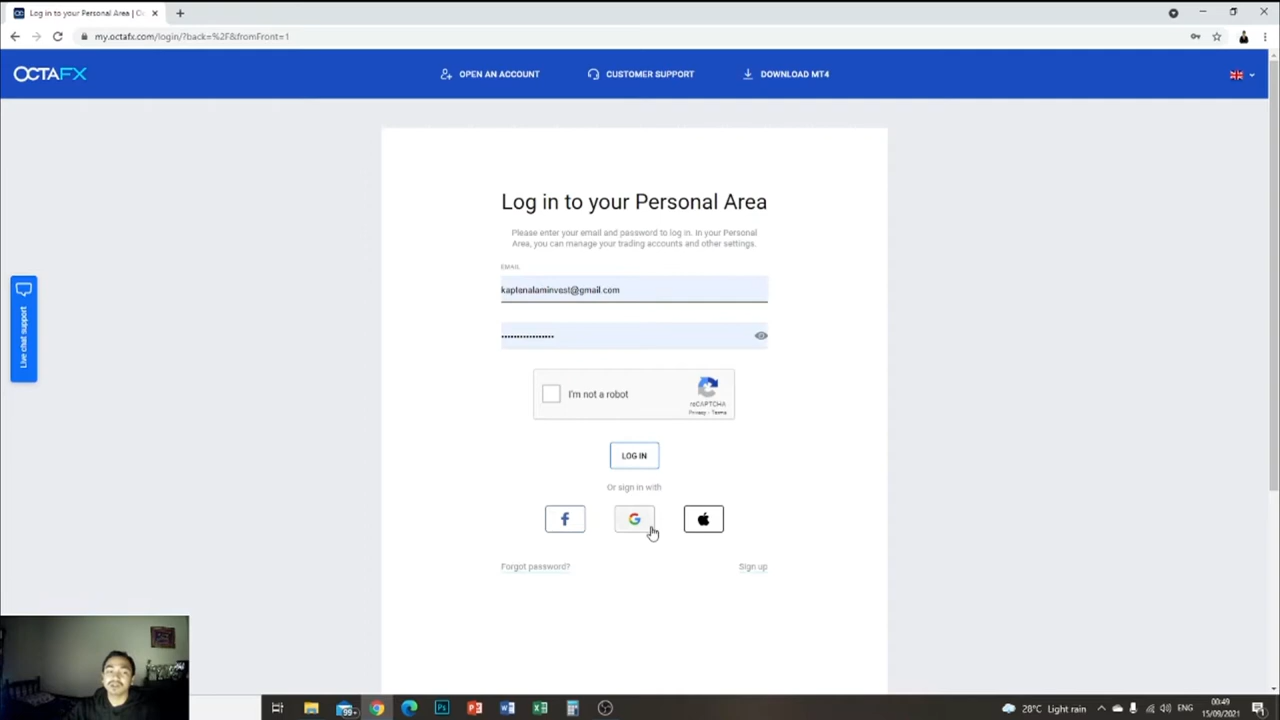 Log in to your Personal Area | O
my.octafx.com/login/?back=%2F&fromFront=1
OCTAFX
OPEN AN ACCOUNT
CUSTOMER SUPPORT
DOWNLOAD MT4
Log in to your Personal Area
Please enter your email and password to log in. In your Personal
Area, you can manage your trading accounts and other settings.
EMAIL
kaptenalaminvest@gmail.com
Live chat support
I'm not a robot
reCAPTCHA
Privacy - Terms
LOG IN
Or sign in with
Forgot password?
Sign up
99+
28°C Light rain
ENG
00:49
15/09/2021